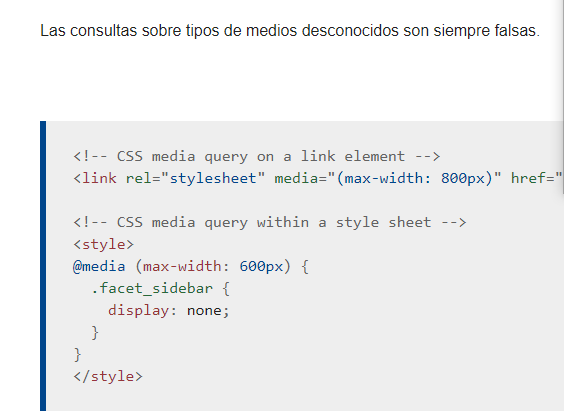 Las consultas sobre tipos de medios desconocidos son siempre falsas.
<!-- CSS media query on a link element -->
<link rel="stylesheet" media="(max-width: 800px)" href="
<!-- CSS media query within a style sheet -->
<style>
@media (max-width: 600px) {
  .facet_sidebar {
    display: none;
  }
}
</style>